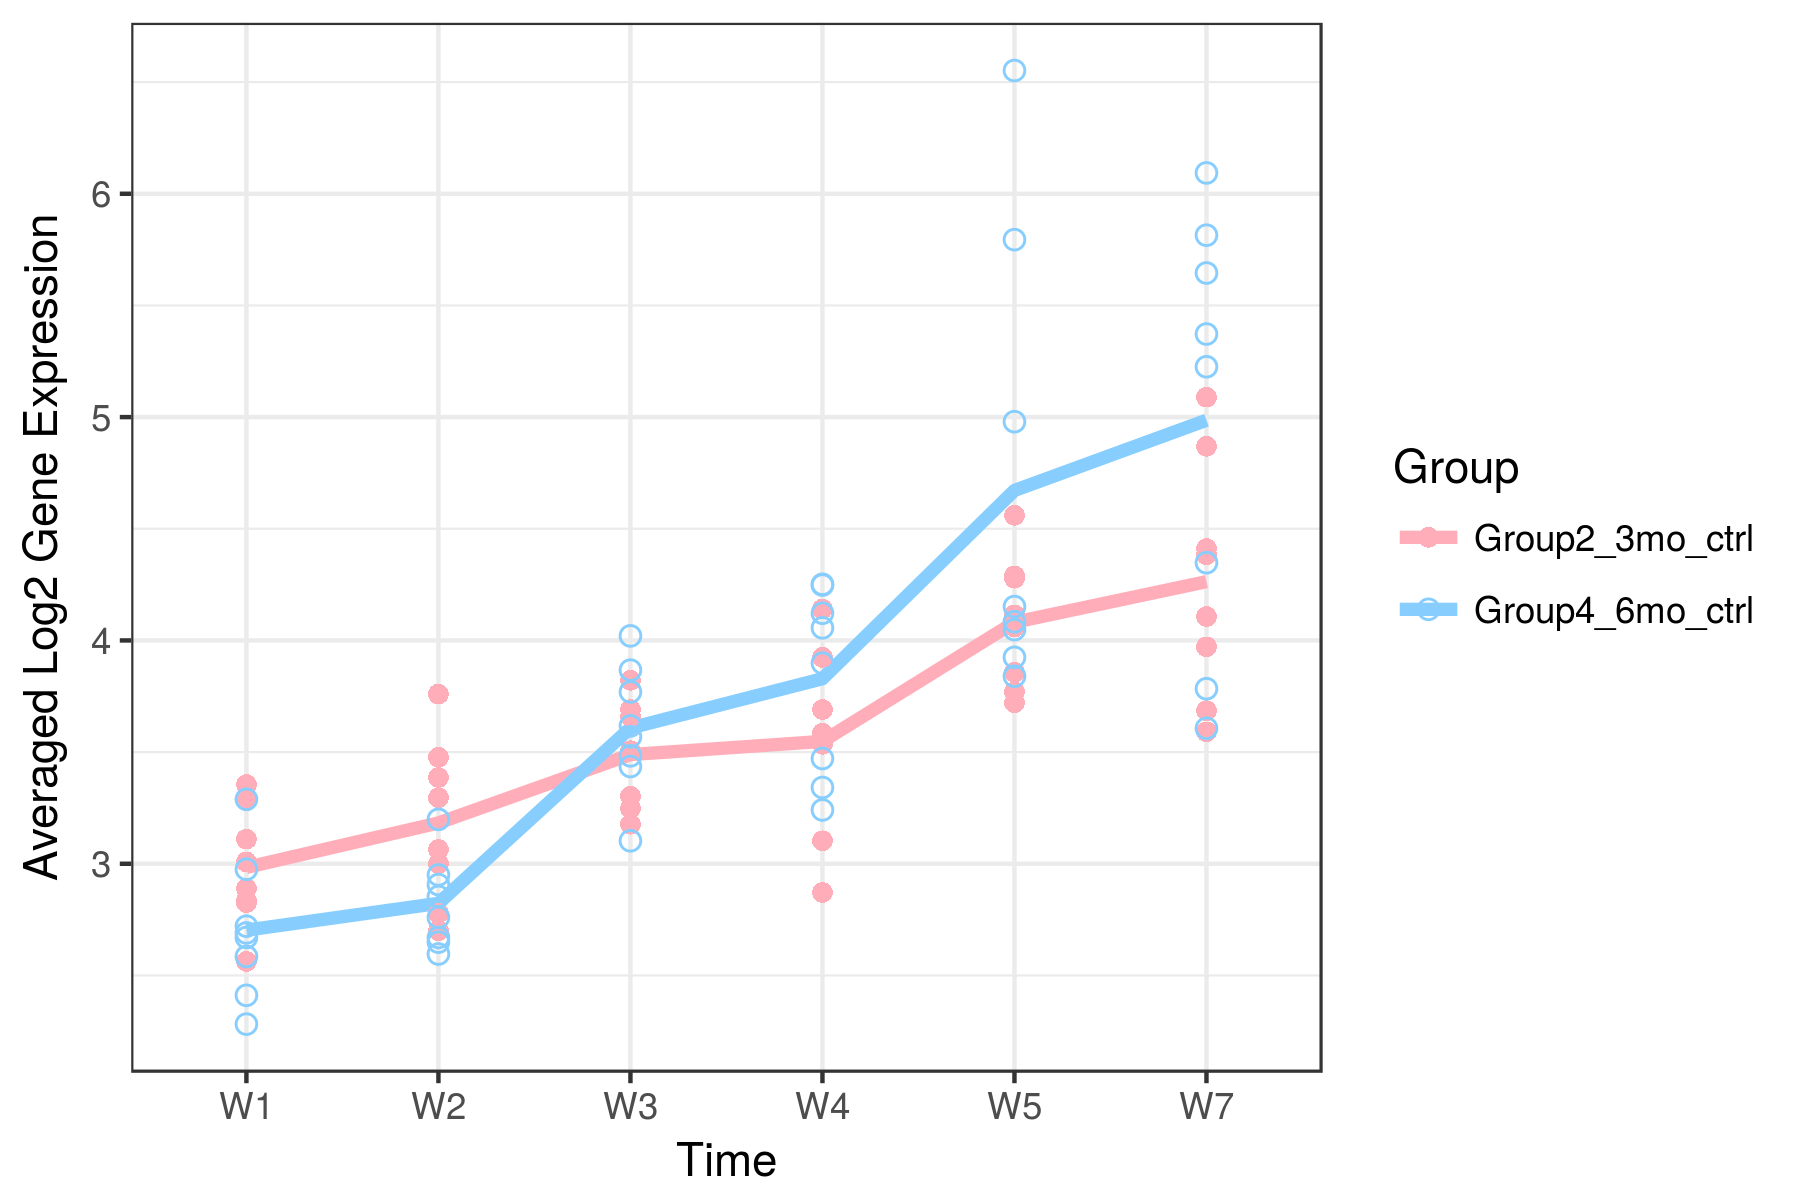 Averaged Log2 Gene Expression
6
5
4
3
W1 W2 W3 W4 W5 W7
Time
Group
Group2_3mo_ctrl
Group4_6mo_ctrl